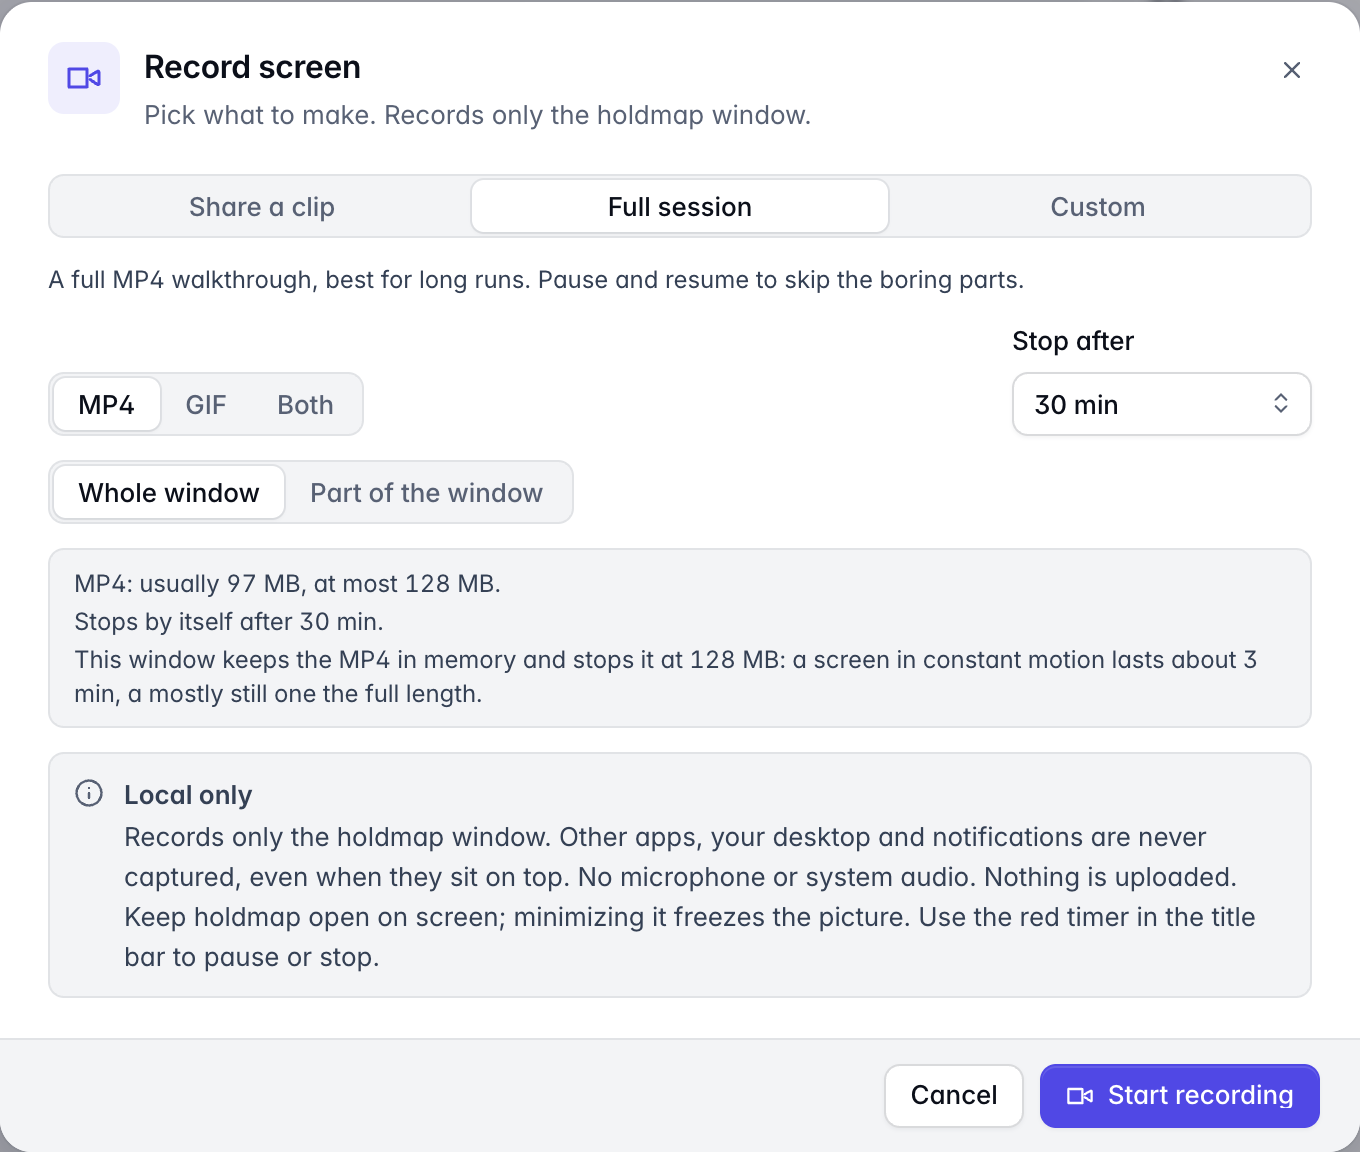 Record screen
Pick what to make. Records only the holdmap window.
Share a clip
Full session
Custom
A full MP4 walkthrough, best for long runs. Pause and resume to skip the boring parts.
Stop after
MP4
GIF
Both
30 min
Whole window
Part of the window
MP4: usually 97 MB, at most 128 MB.
Stops by itself after 30 min.
This window keeps the MP4 in memory and stops it at 128 MB: a screen in constant motion lasts about 3
min, a mostly still one the full length.
Local only
Records only the holdmap window. Other apps, your desktop and notifications are never
captured, even when they sit on top. No microphone or system audio. Nothing is uploaded.
Keep holdmap open on screen; minimizing it freezes the picture. Use the red timer in the title
bar to pause or stop.
Cancel
Start recording